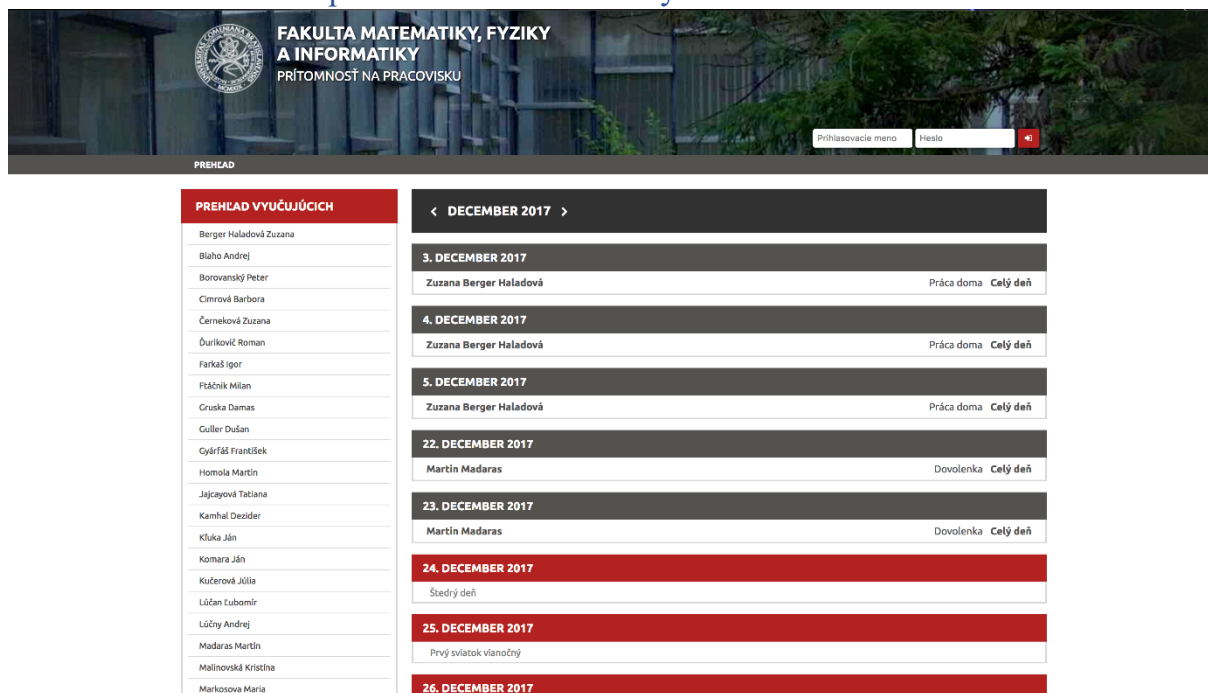 FAKULTA MATEMATIKY, FYZIKY
A INFORMATIKY
PRÍTOMNOSŤ NA PRACOVISKU
Prihlasovacie meno Heslo
PREHĽAD
PREHĽAD VYUČUJÚCICH
Berger Haladová Zuzana
Blaho Andrej
Borovanský Peter
Cimrová Barbora
Černeková Zuzana
Ďurikovič Roman
Farkaš Igor
Ftáčnik Milan
Gruska Damas
Guller Dušan
Gyárfáš František
Homola Martin
Jajcayová Tatiana
Kamhal Dezider
Kľuka Ján
Komara Ján
Kučerová Júlia
Lúčan Ľubomír
Lúčny Andrej
Madaras Martin
Malinovská Kristína
Markosova Maria
< DECEMBER 2017 >
3. DECEMBER 2017
Zuzana Berger Haladová Práca doma Celý deň
4. DECEMBER 2017
Zuzana Berger Haladová Práca doma Celý deň
5. DECEMBER 2017
Zuzana Berger Haladová Práca doma Celý deň
22. DECEMBER 2017
Martin Madaras Dovolenka Celý deň
23. DECEMBER 2017
Martin Madaras Dovolenka Celý deň
24. DECEMBER 2017
Štedrý deň
25. DECEMBER 2017
Prvý sviatok vianočný
26. DECEMBER 2017